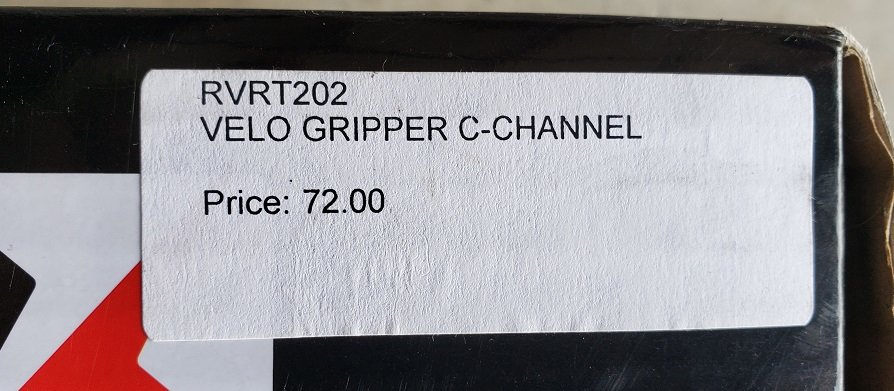 RVRT202
VELO GRIPPER C-CHANNEL
Price: 72.00